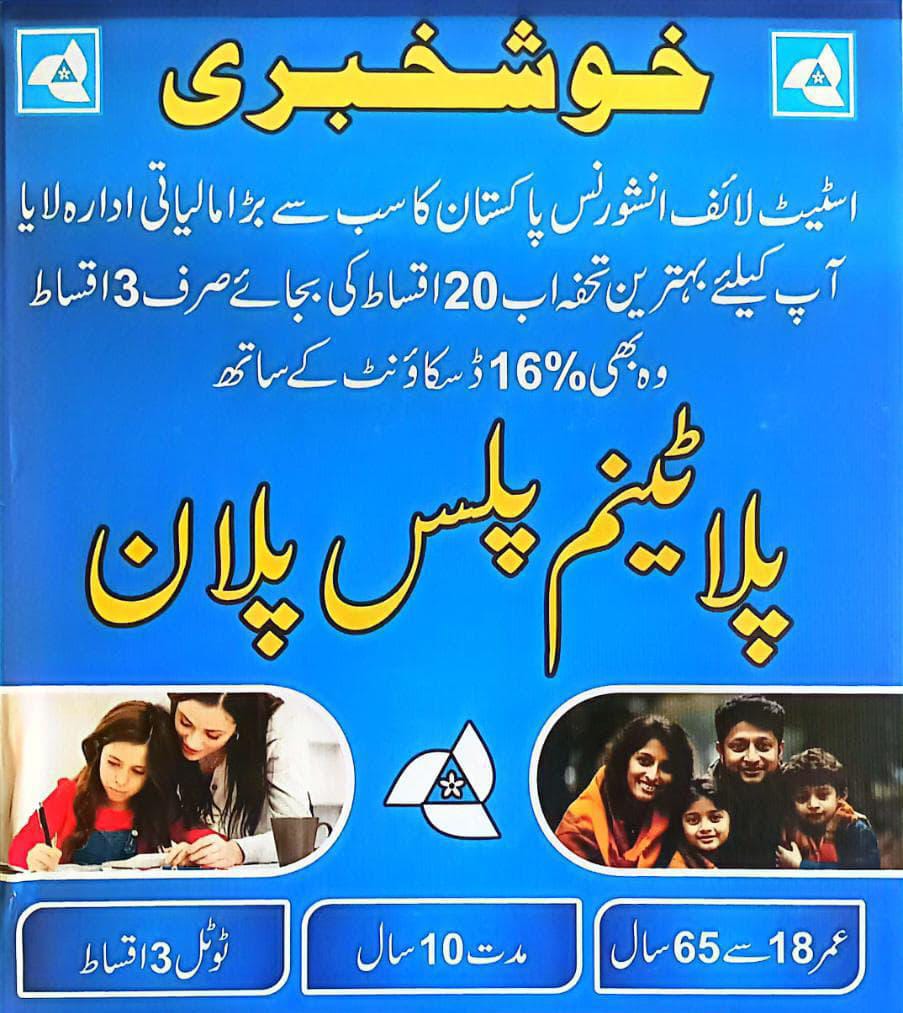 خوشخبری
اسٹیٹ لائف انشورنس پاکستان کا سب سے بڑا مالیاتی ادارہ لایا
آپ کیلئے بہترین تحفہ اب 20 اقساط کی بجائے صرف 3 اقساط
وہ بھی 16% ڈسکاؤنٹ کے ساتھ
پلاٹینم پلس پلان
عمر 18 سے 65 سال
مدت 10 سال
ٹوٹل 3 اقساط